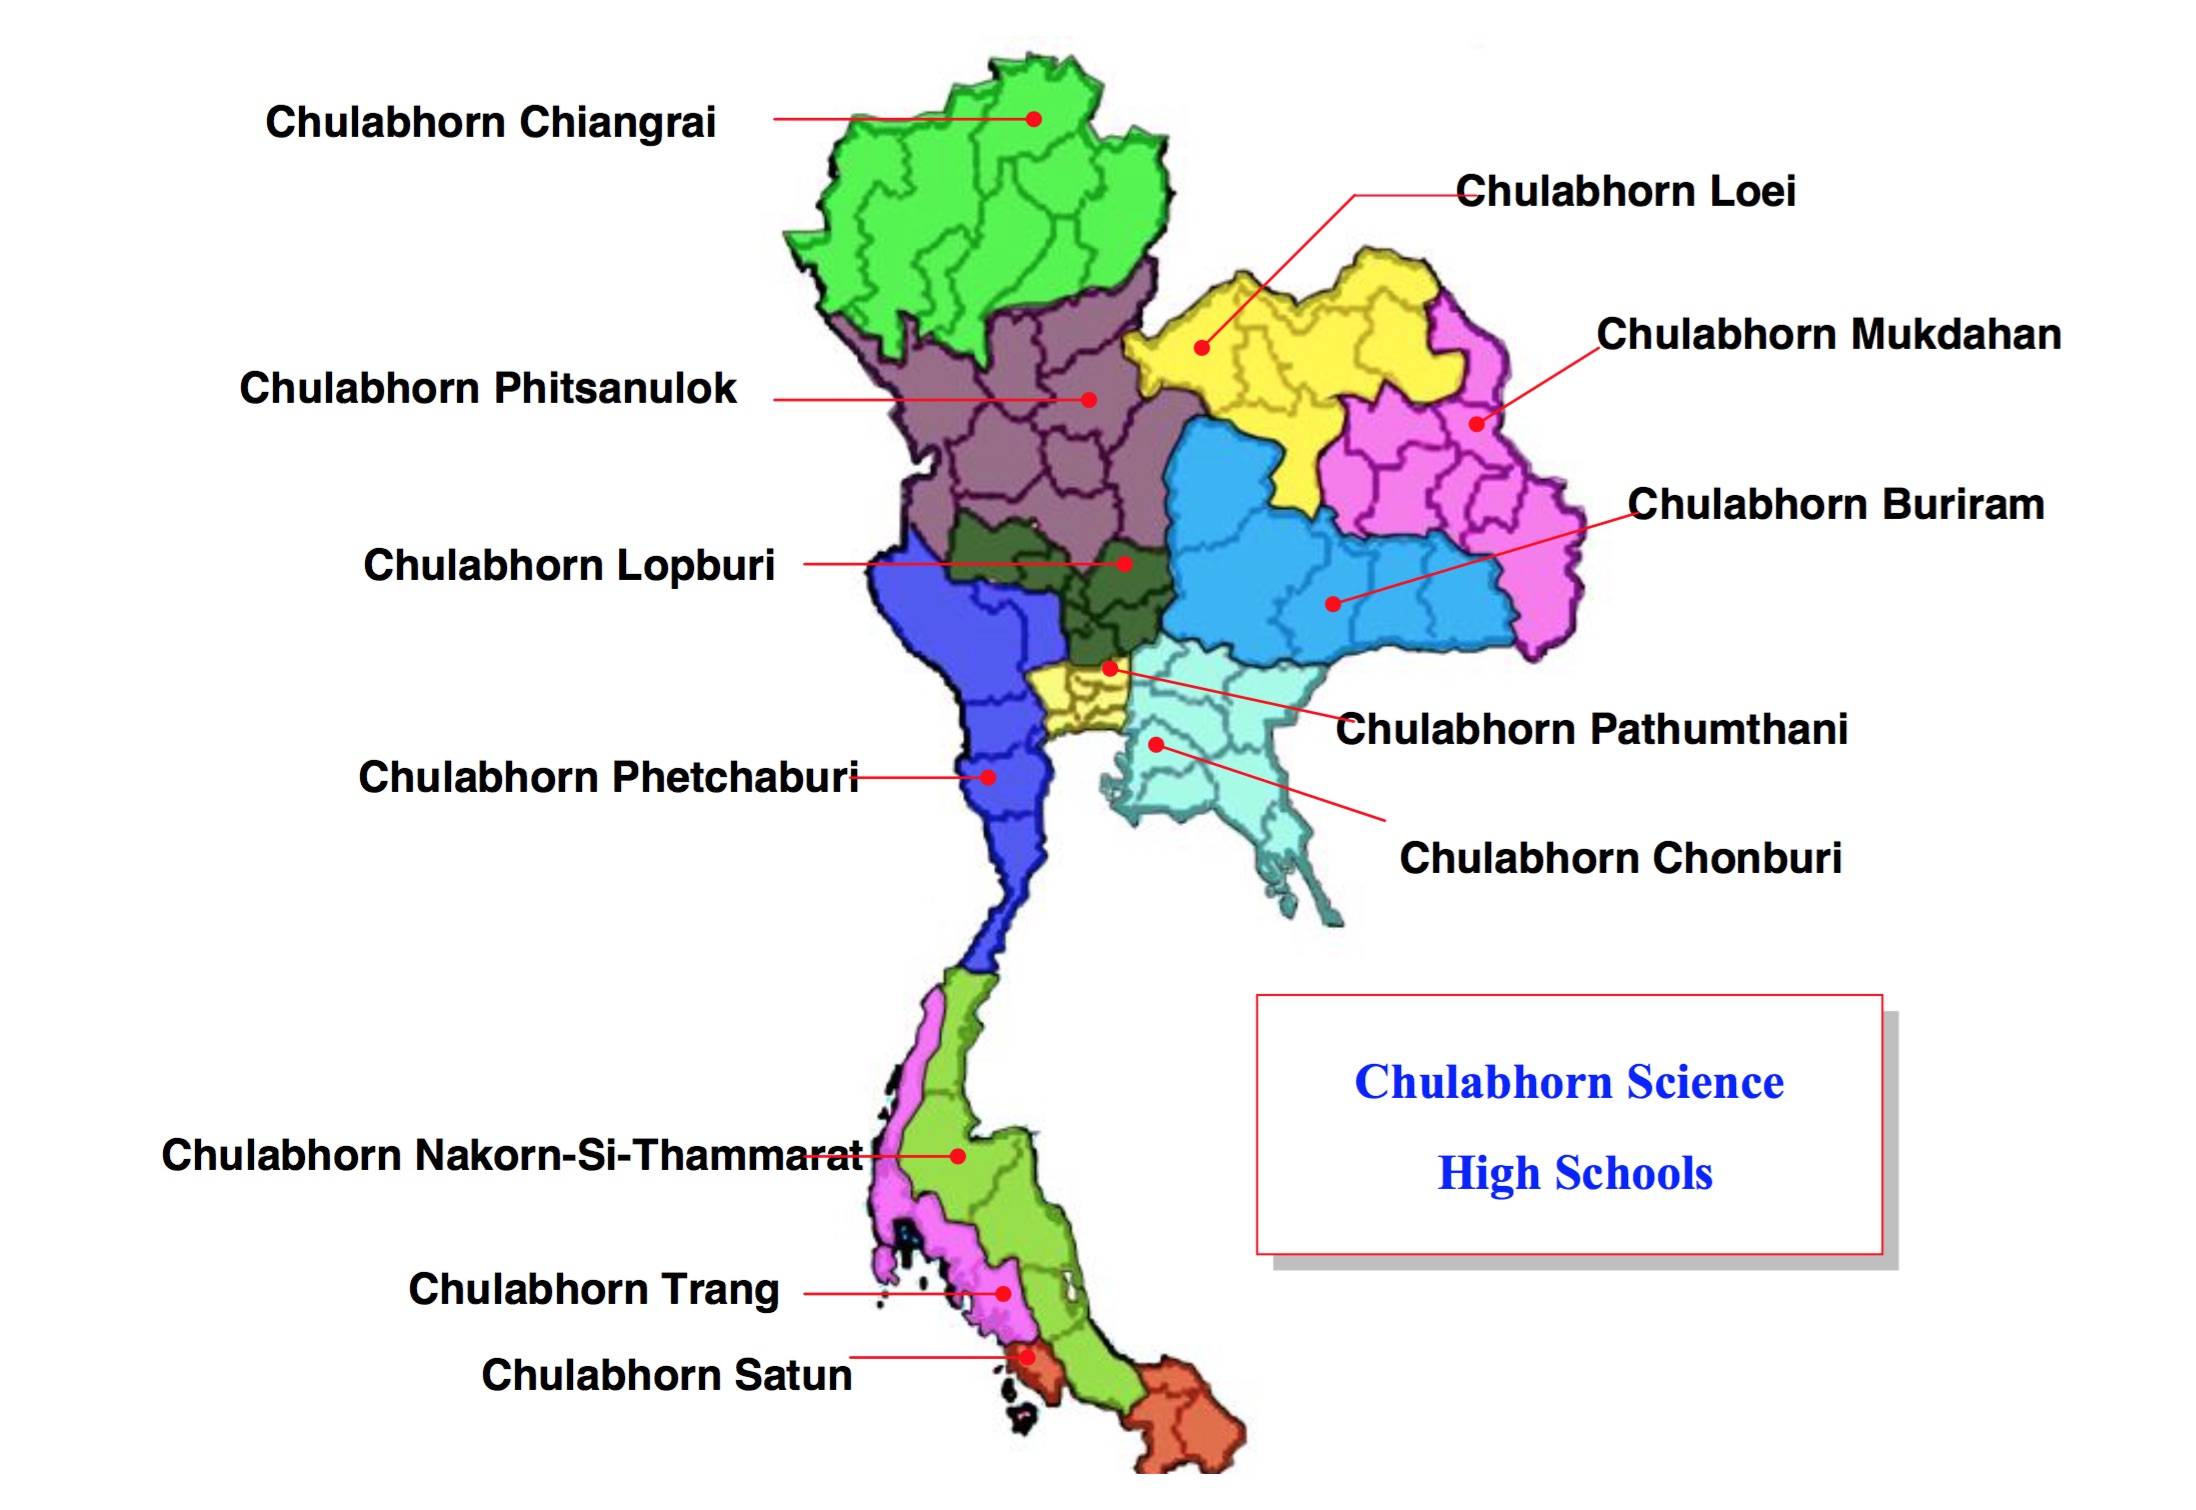 Chulabhorn Chiangrai
Chulabhorn Loei
Chulabhorn Mukdahan
Chulabhorn Phitsanulok
Chulabhorn Buriram
Chulabhorn Lopburi
Chulabhorn Pathumthani
Chulabhorn Phetchaburi
Chulabhorn Chonburi
Chulabhorn Science
High Schools
Chulabhorn Nakorn-Si-Thammarat
Chulabhorn Trang
Chulabhorn Satun